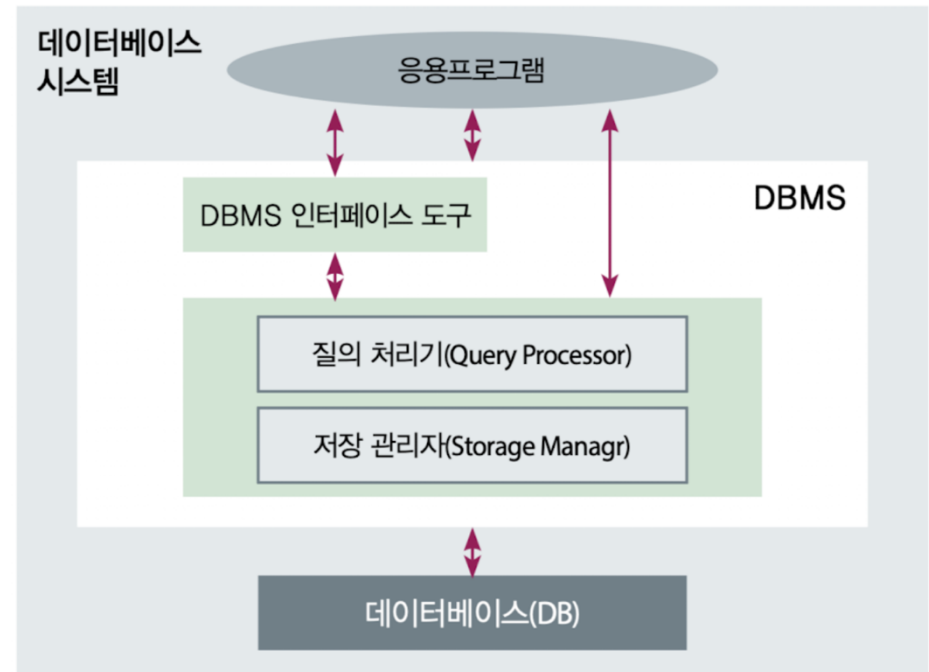 데이터베이스
시스템
응용프로그램
DBMS
DBMS 인터페이스 도구
질의 처리기(Query Processor)
저장 관리자(Storage Managr)
데이터베이스(DB)